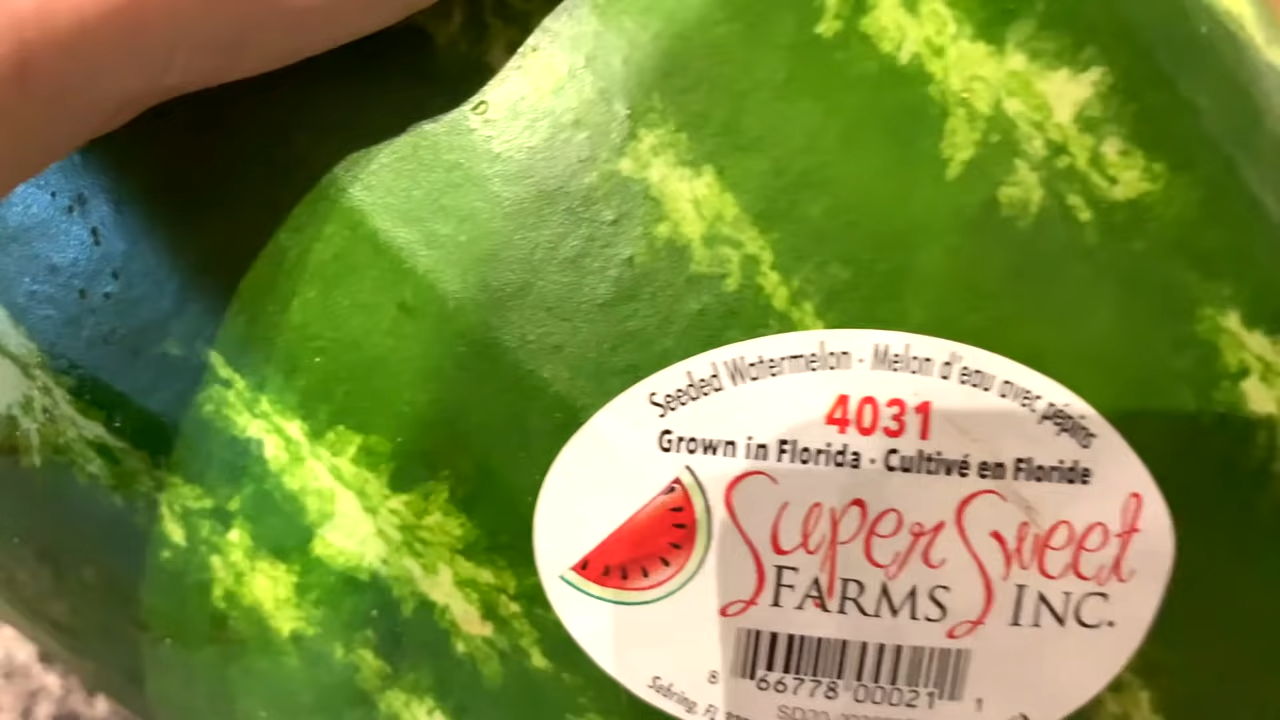 Seeded Watermelon - Melon d'eau avec pépins
4031
Grown in Florida - Cultivé en Floride
Super Sweet
FARMS INC.
8 66778 00021 1
Sebring, FL